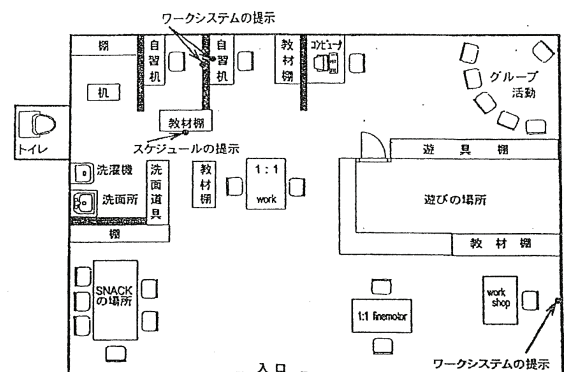 ワークシステムの提示
棚
自習机
自習机
教材棚
コンピュータ
グループ
活動
机
教材棚
トイレ
スケジュールの提示
遊具棚
洗濯機
洗面道具
教材棚
1:1
work
洗面所
遊びの場所
棚
教材棚
SNACK
の場所
work
shop
1:1 finemotor
ワークシステムの提示
入口